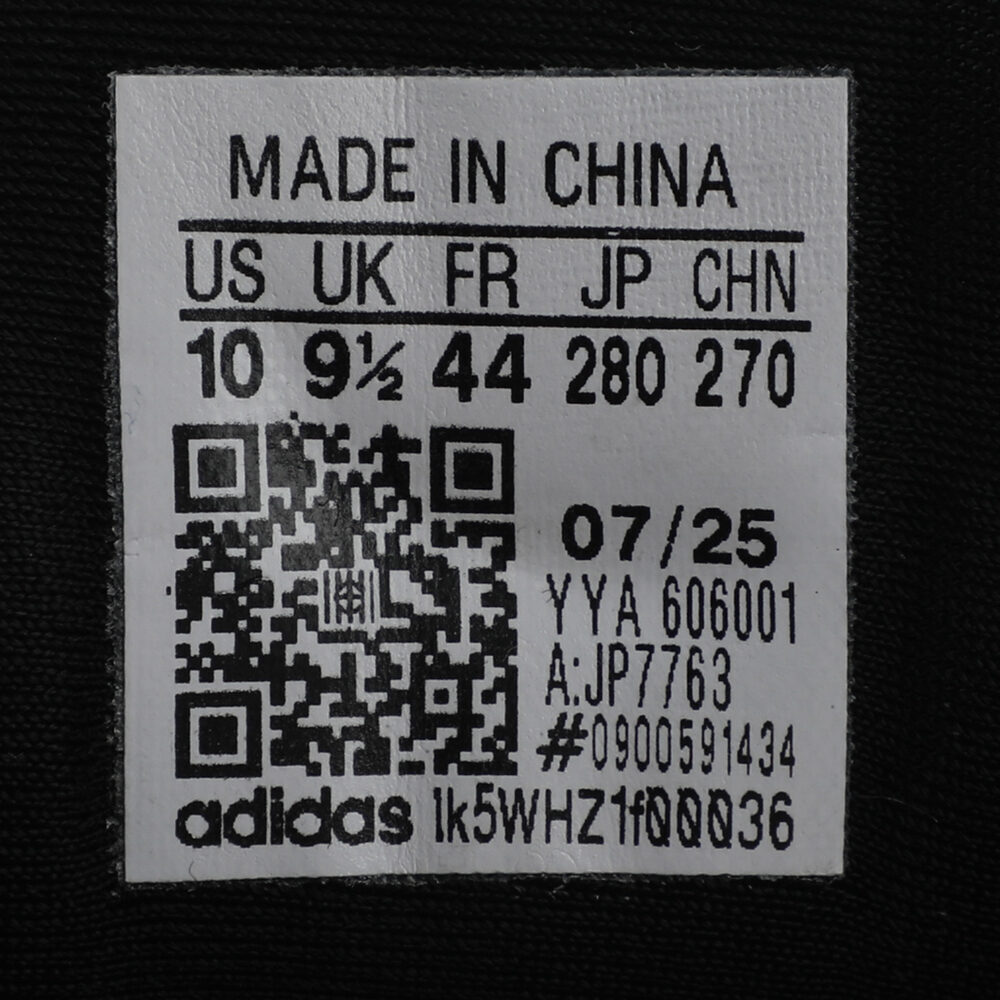 MADE IN CHINA
US UK FR JP CHN
10 9½ 44 280 270
07/25
YYA 606001
A:JP7763
#0900591434
adidas lk5WHZ1f00036